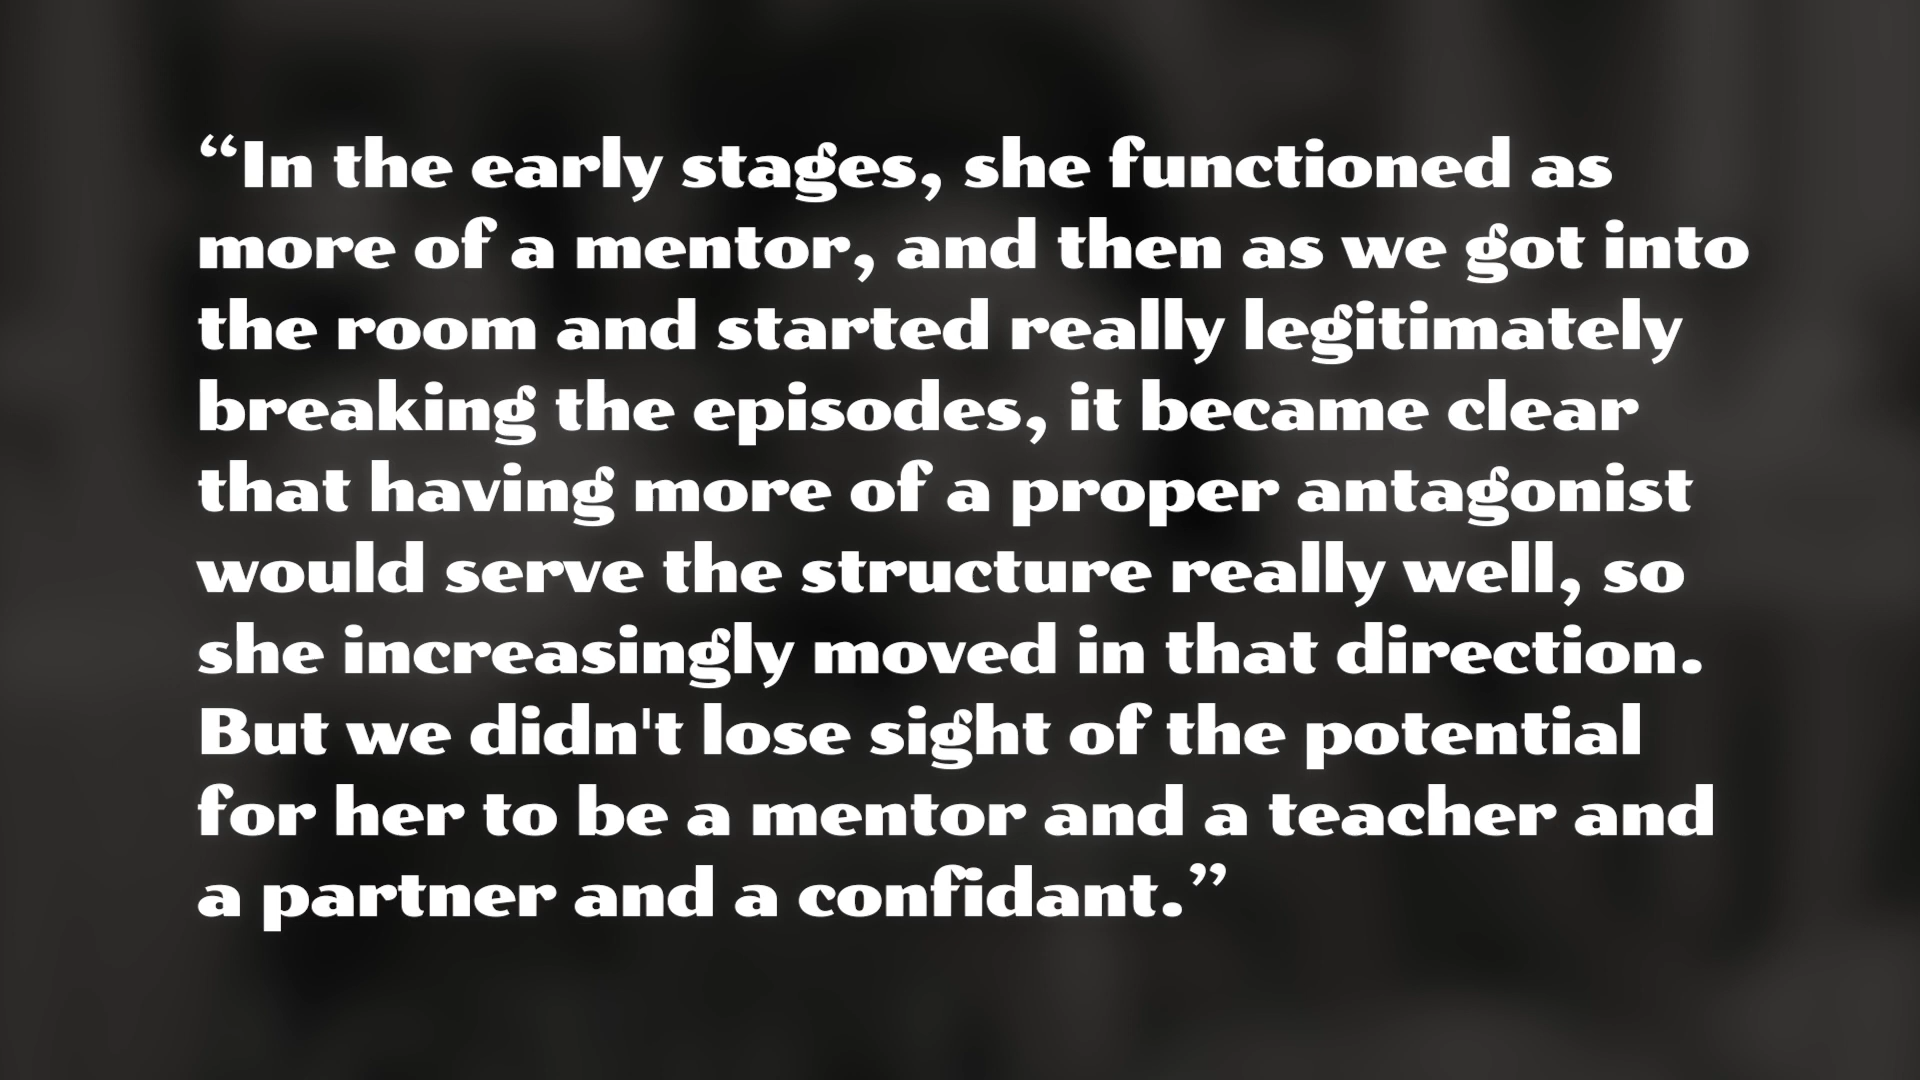 “In the early stages, she functioned as
more of a mentor, and then as we got into
the room and started really legitimately
breaking the episodes, it became clear
that having more of a proper antagonist
would serve the structure really well, so
she increasingly moved in that direction.
But we didn't lose sight of the potential
for her to be a mentor and a teacher and
a partner and a confidant.”